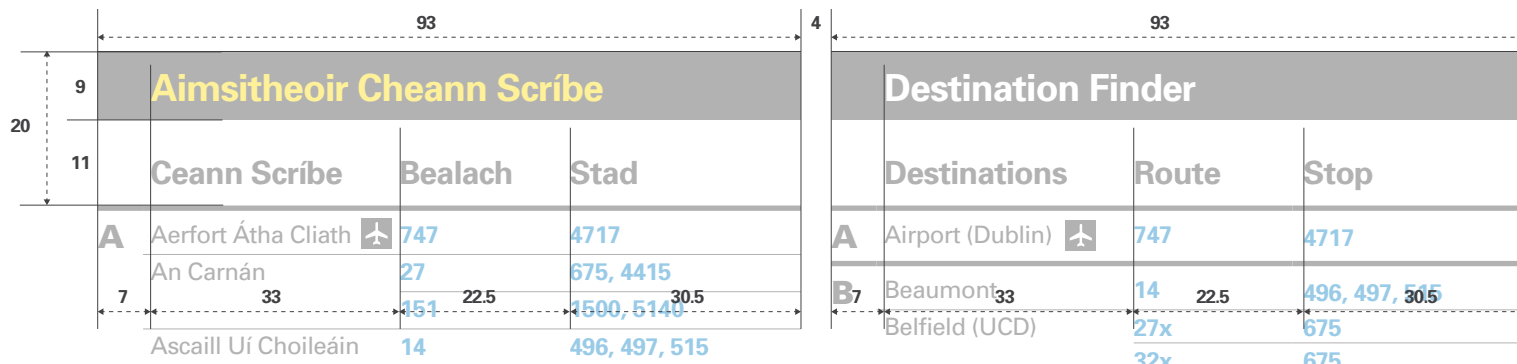 93 4 93
9 Aimsitheoir Cheann Scríbe Destination Finder
20
11 Ceann Scríbe Bealach Stad Destinations Route Stop
A Aerfort Átha Cliath 747 4717 A Airport (Dublin) 747 4717
An Carnán 27 675, 4415
B Beaumont 14 496, 497, 515
7 33 22.5 30.5 7 33 22.5 30.5
151 1500, 5140
Belfield (UCD) 27x 675
Ascaill Uí Choileáin 14 496, 497, 515
32x 675